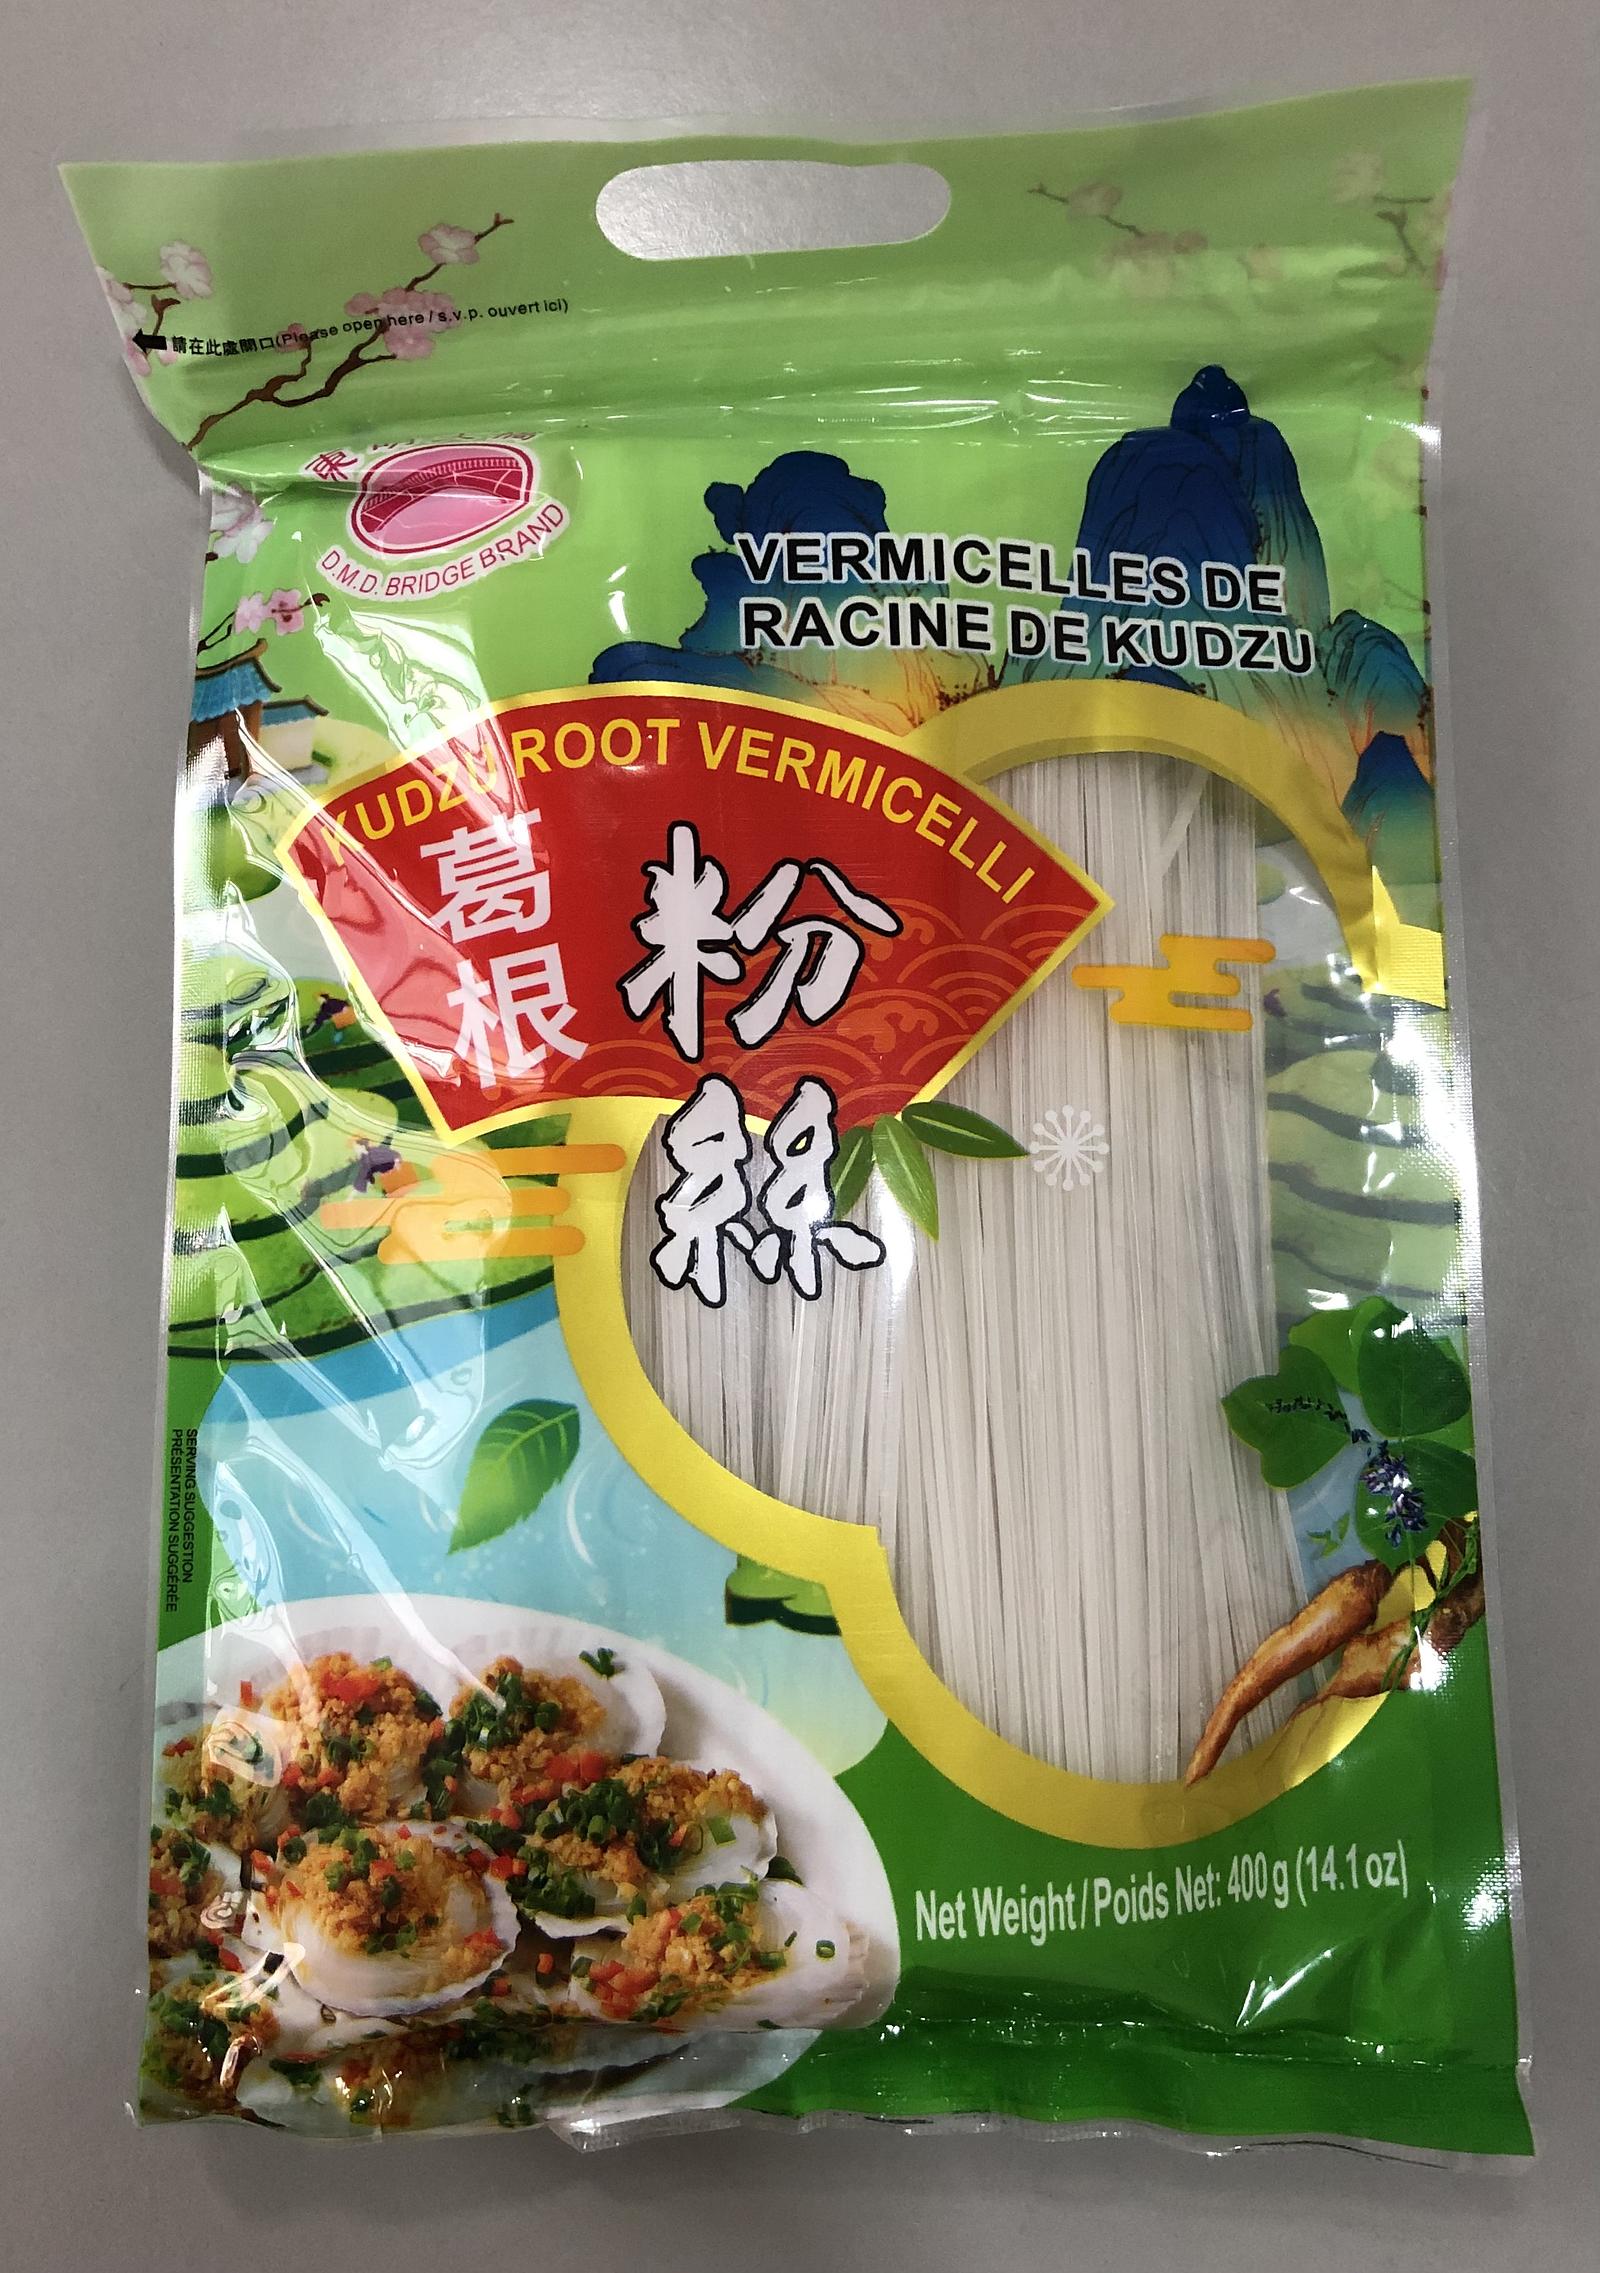 請在此處開口(Please open here / s.v.p. ouvert ici)
D.M.D. BRIDGE BRAND
VERMICELLES DE
RACINE DE KUDZU
KUDZU ROOT VERMICELLI
葛根
粉絲
SERVING SUGGESTION
PRÉSENTATION SUGGÉRÉE
Net Weight/Poids Net: 400 g (14.1 oz)